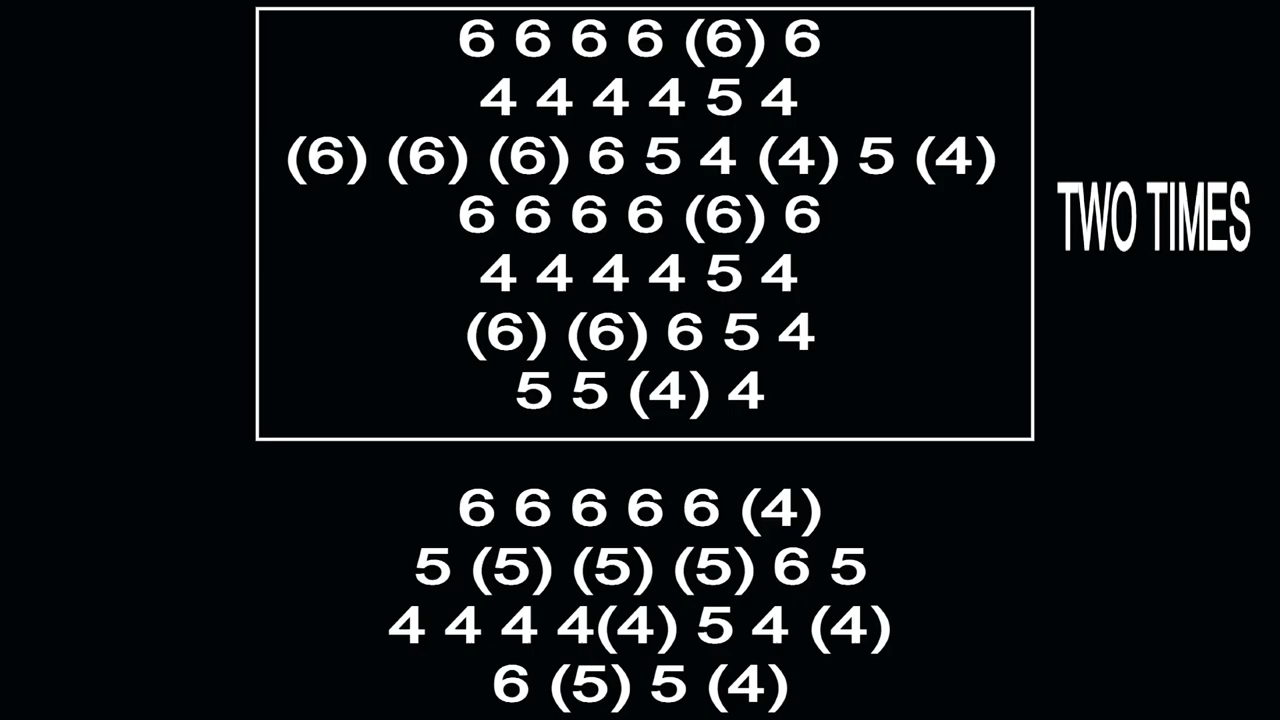 6 6 6 6 (6) 6
4 4 4 4 5 4
(6) (6) (6) 6 5 4 (4) 5 (4)
6 6 6 6 (6) 6
4 4 4 4 5 4
(6) (6) 6 5 4
5 5 (4) 4
TWO TIMES
6 6 6 6 6 (4)
5 (5) (5) (5) 6 5
4 4 4 4(4) 5 4 (4)
6 (5) 5 (4)